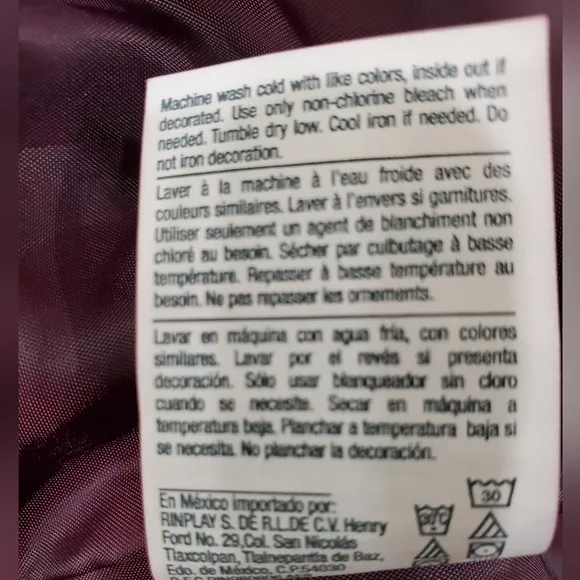 Machine wash cold with like colors, inside out if
decorated. Use only non-chlorine bleach when
needed. Tumble dry low. Cool iron if needed. Do
not iron decoration.
Laver à la machine à l'eau froide avec des
couleurs similaires. Laver à l'envers si garnitures.
Utiliser seulement un agent de blanchiment non
chloré au besoin. Sécher par culbutage à basse
température. Repasser à basse température au
besoin. Ne pas repasser les ornements.
Lavar en máquina con agua fría, con colores
similares. Lavar por el revés si presenta
decoración. Sólo usar blanqueador sin cloro
cuando se necesite. Secar en máquina a
temperatura baja. Planchar a temperatura baja si
se necesita. No planchar la decoración.
En México importado por:
RINPLAY S. DE R.L.DE C.V. Henry
Ford No. 29,Col. San Nicolás
Tlaxcolpan, Tlalnepantla de Baz,
Edo. de México, C.P.54030
30
30°C